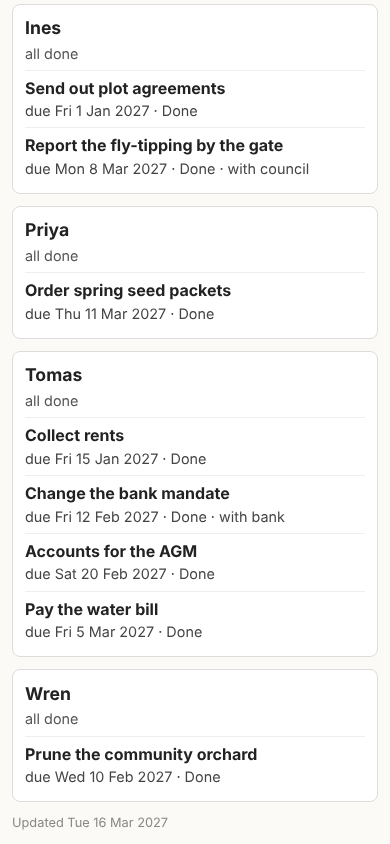 Ines
all done
Send out plot agreements
due Fri 1 Jan 2027 · Done
Report the fly-tipping by the gate
due Mon 8 Mar 2027 · Done · with council
Priya
all done
Order spring seed packets
due Thu 11 Mar 2027 · Done
Tomas
all done
Collect rents
due Fri 15 Jan 2027 · Done
Change the bank mandate
due Fri 12 Feb 2027 · Done · with bank
Accounts for the AGM
due Sat 20 Feb 2027 · Done
Pay the water bill
due Fri 5 Mar 2027 · Done
Wren
all done
Prune the community orchard
due Wed 10 Feb 2027 · Done
Updated Tue 16 Mar 2027